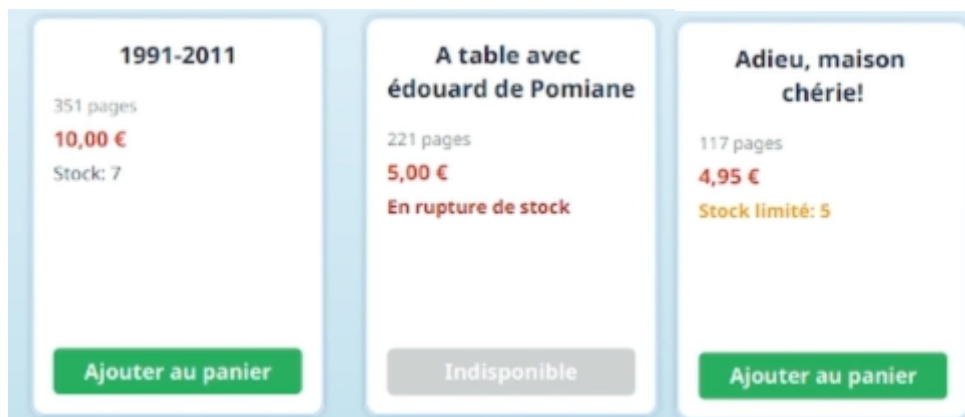 1991-2011
351 pages
10,00 €
Stock: 7
Ajouter au panier
A table avec
édouard de Pomiane
221 pages
5,00 €
En rupture de stock
Indisponible
Adieu, maison
chérie!
117 pages
4,95 €
Stock limité: 5
Ajouter au panier